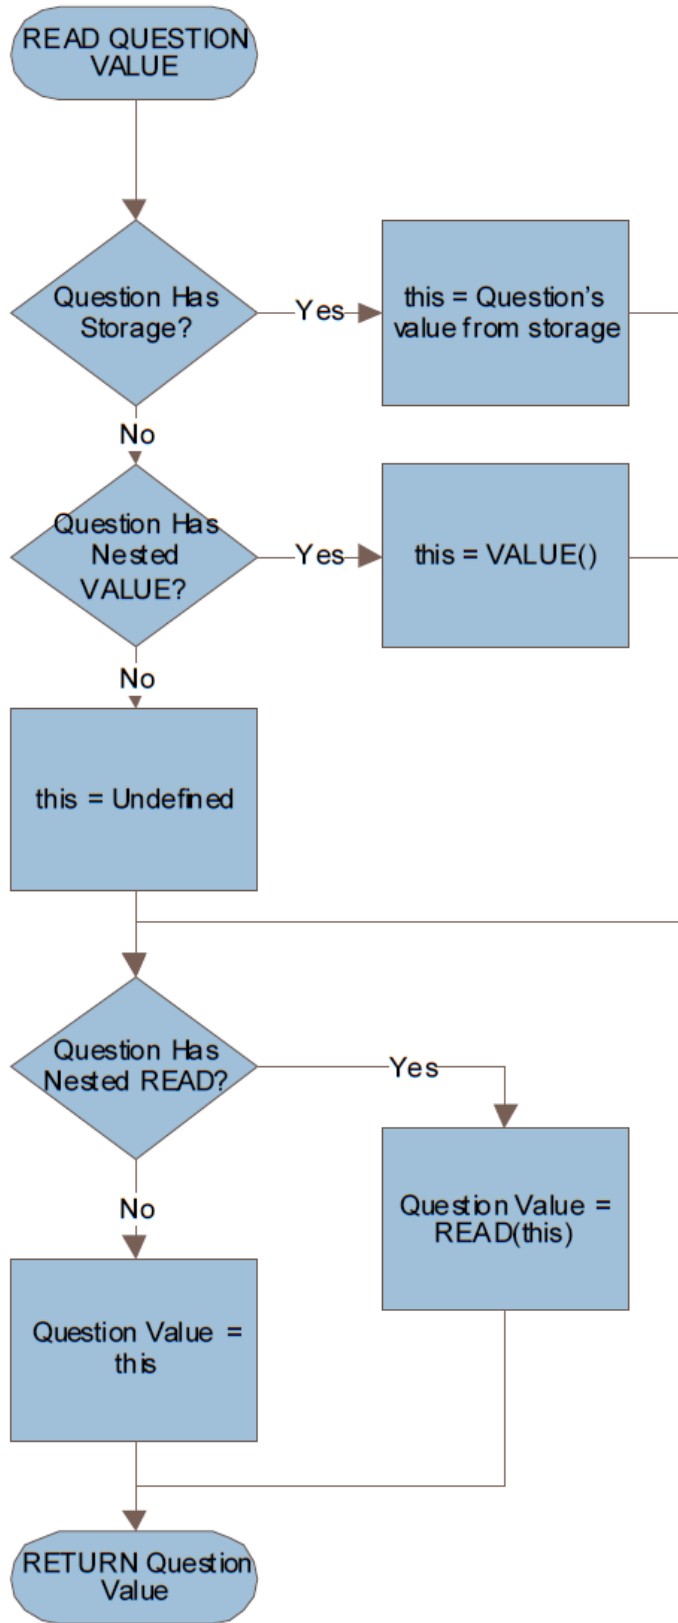 READ QUESTION
VALUE
Question Has
Storage?
Yes
this = Question's
value from storage
No
Question Has
Nested
VALUE?
Yes
this = VALUE()
No
this = Undefined
Question Has
Nested READ?
Yes
Question Value =
READ(this)
No
Question Value =
this
RETURN Question
Value